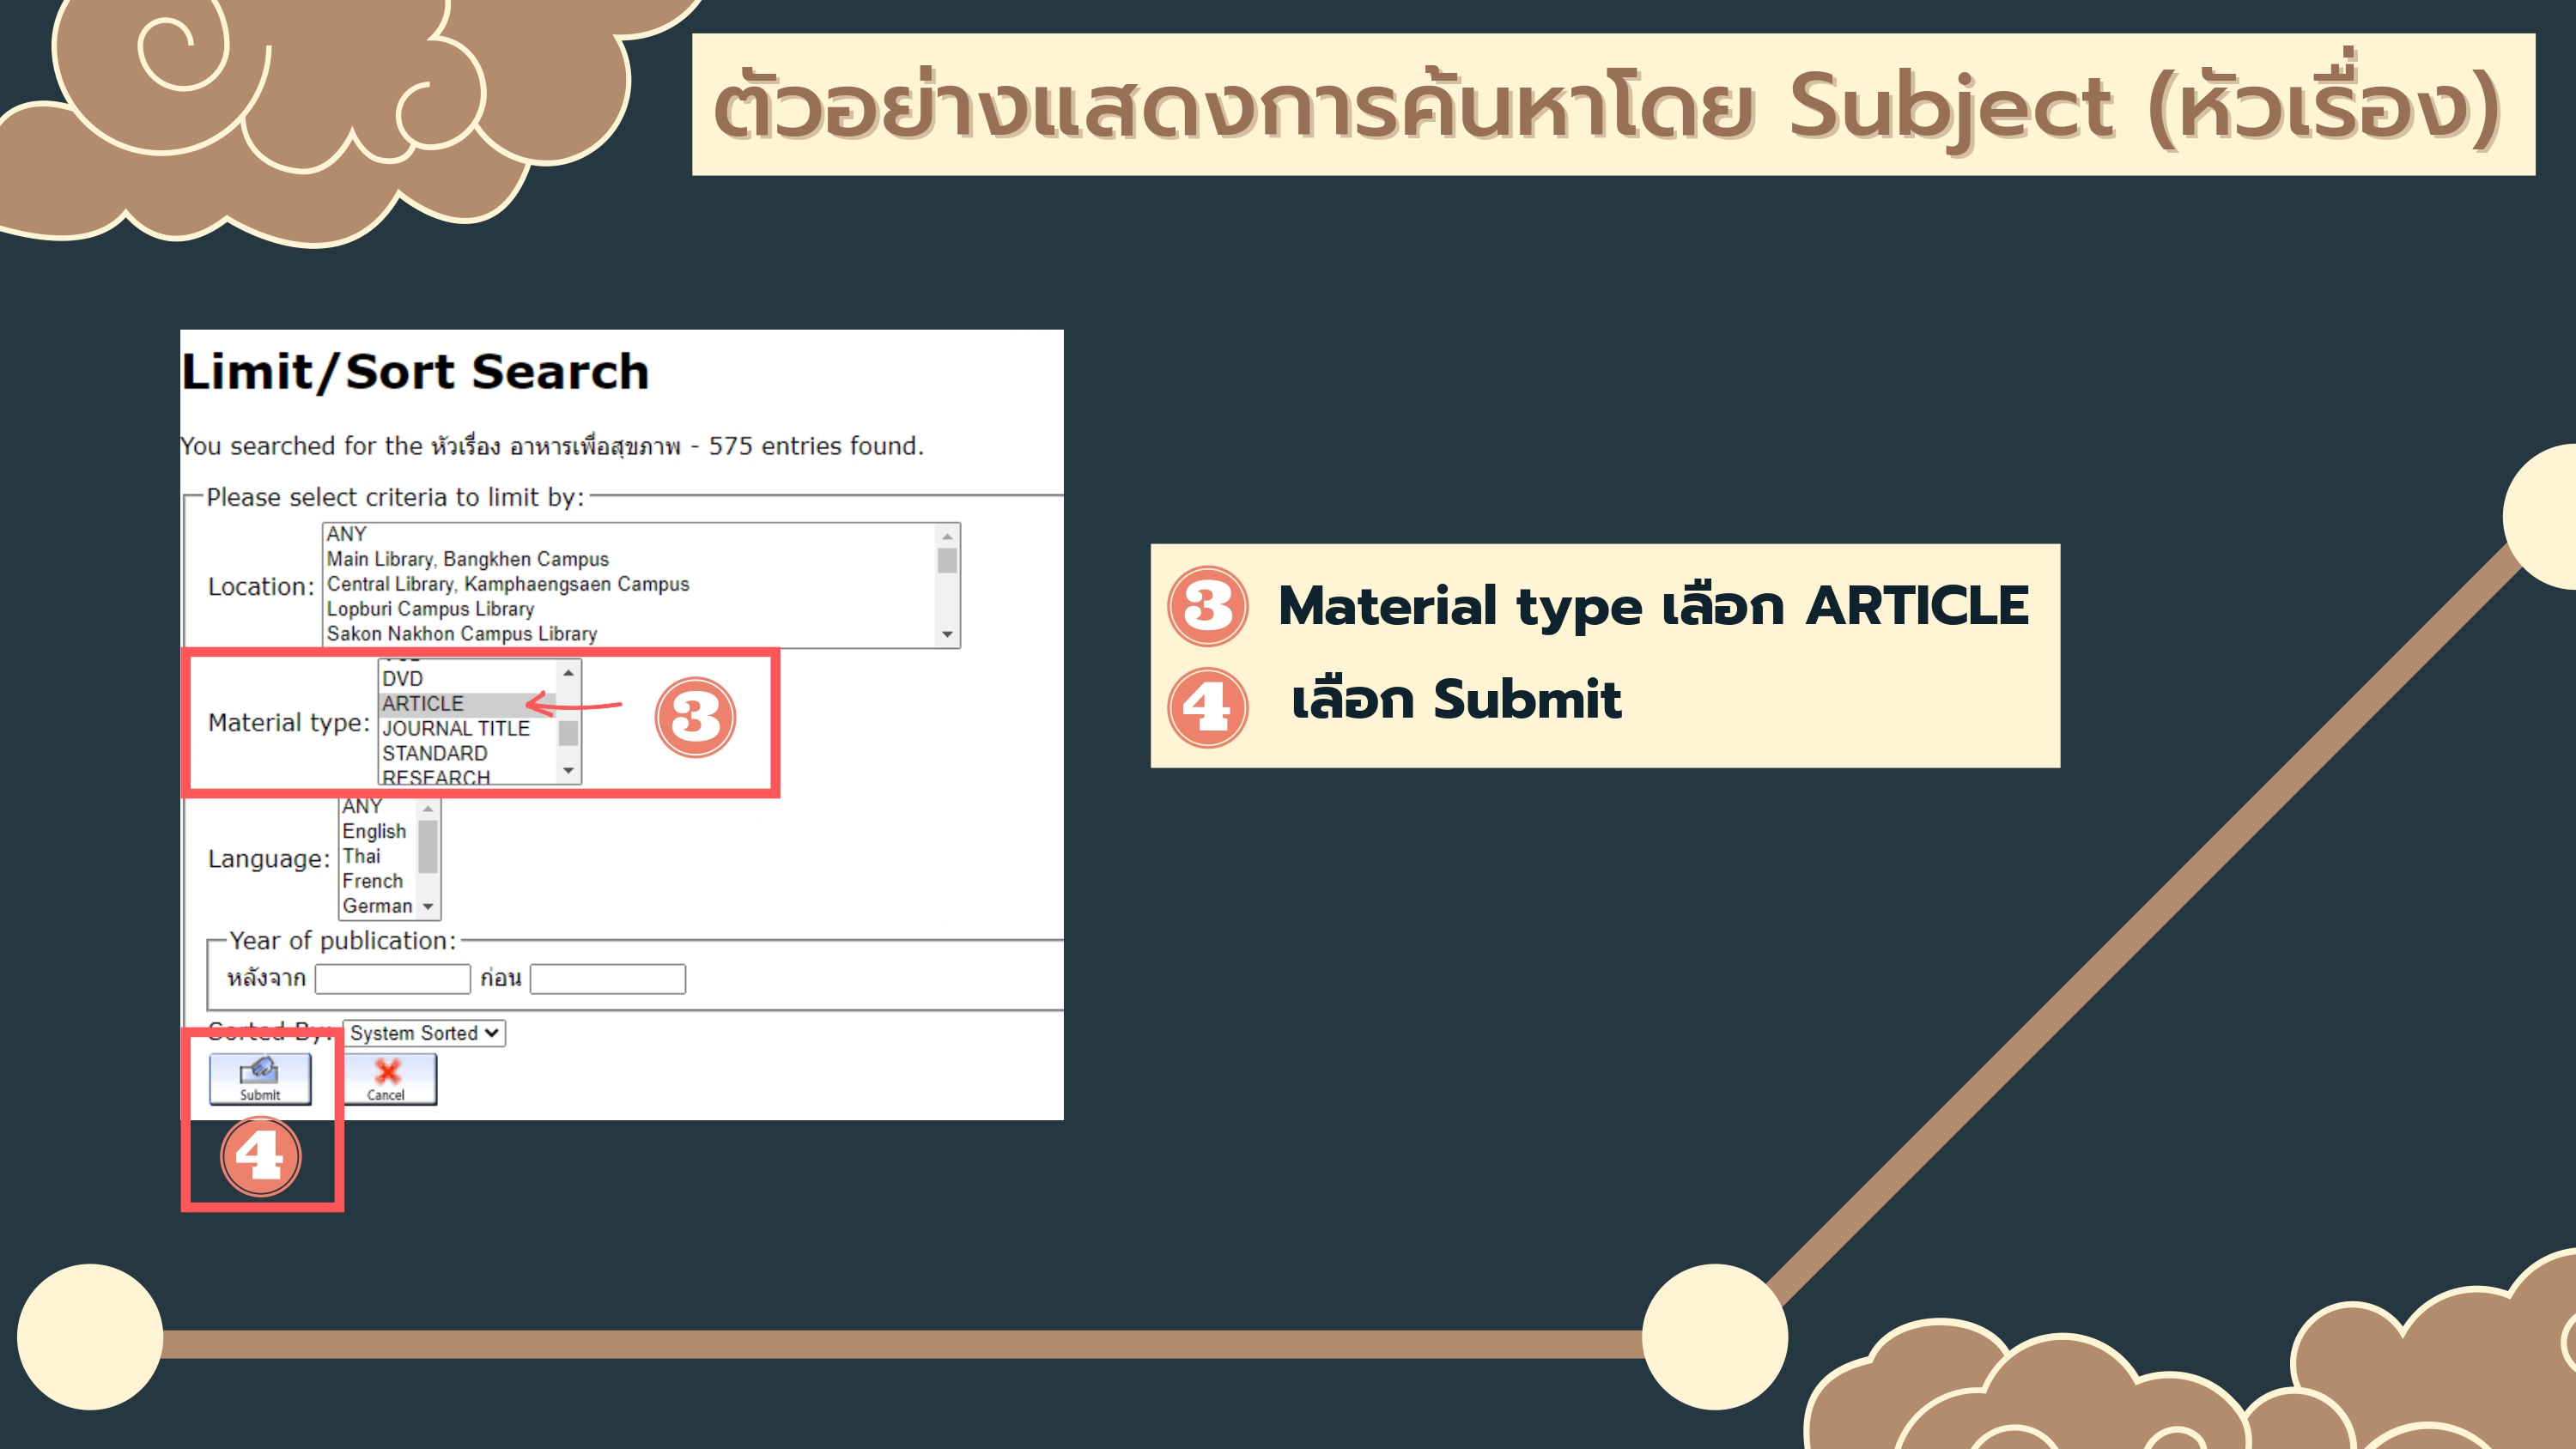 ตัวอย่างแสดงการค้นหาโดย Subject (หัวเรื่อง)
Limit/Sort Search
You searched for the หัวเรื่อง อาหารเพื่อสุขภาพ - 575 entries found.
Please select criteria to limit by:
Location:
ANY
Main Library, Bangkhen Campus
Central Library, Kamphaengsaen Campus
Lopburi Campus Library
Sakon Nakhon Campus Library
Material type:
DVD
ARTICLE
JOURNAL TITLE
STANDARD
RESEARCH
3
Language:
ANY
English
Thai
French
German
Year of publication:
หลังจาก ก่อน
Sorted By: System Sorted
Submit Cancel
4
3 Material type เลือก ARTICLE
4 เลือก Submit